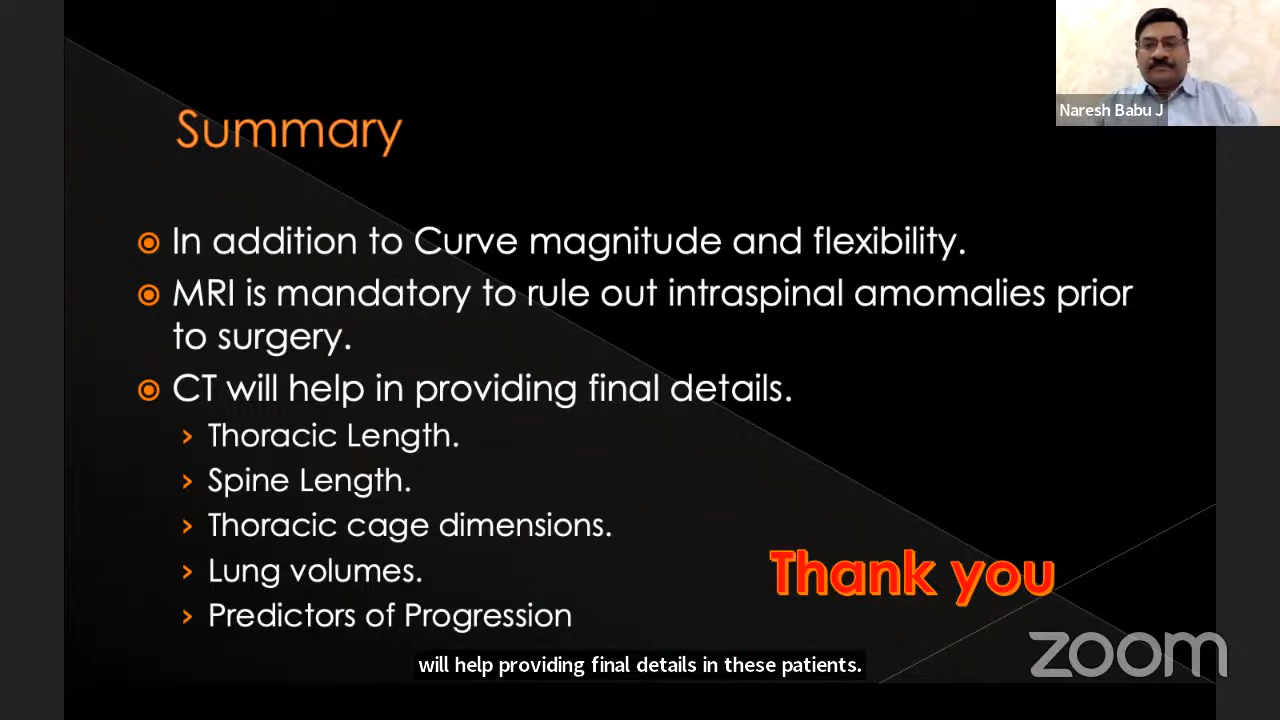 Naresh Babu J
Summary
In addition to Curve magnitude and flexibility.
MRI is mandatory to rule out intraspinal amomalies prior
to surgery.
CT will help in providing final details.
Thoracic Length.
Spine Length.
Thoracic cage dimensions.
Lung volumes.
Predictors of Progression
Thank you
zoom
will help providing final details in these patients.